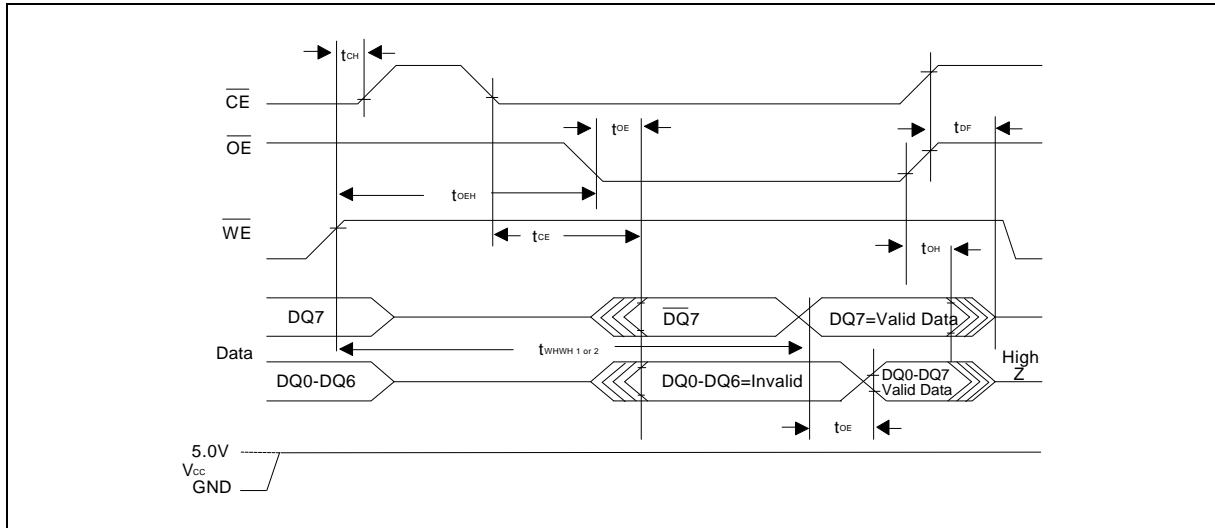 tCH
CE
OE
tOE
tDF
tOEH
WE
tCE
tOH
DQ7
DQ7
DQ7=Valid Data
Data
tWHWH 1 or 2
High
Z
DQ0-DQ6
DQ0-DQ6=Invalid
DQ0-DQ7
Valid Data
tOE
5.0V
VCC
GND